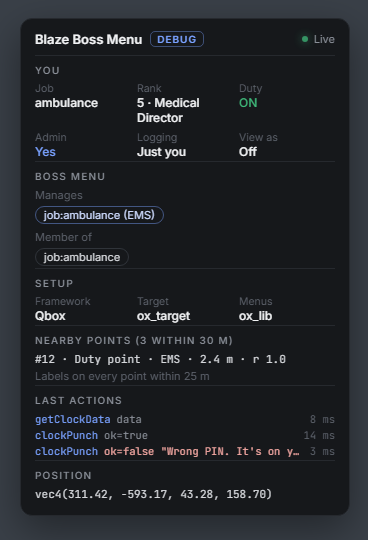 Blaze Boss Menu DEBUG Live
YOU
Job Rank Duty
ambulance 5 · Medical Director ON
Admin Logging View as
Yes Just you Off
BOSS MENU
Manages
job:ambulance (EMS)
Member of
job:ambulance
SETUP
Framework Target Menus
Qbox ox_target ox_lib
NEARBY POINTS (3 WITHIN 30 M)
#12 · Duty point · EMS · 2.4 m · r 1.0
Labels on every point within 25 m
LAST ACTIONS
getClockData data 8 ms
clockPunch ok=true 14 ms
clockPunch ok=false "Wrong PIN. It's on y… 3 ms
POSITION
vec4(311.42, -593.17, 43.28, 158.70)